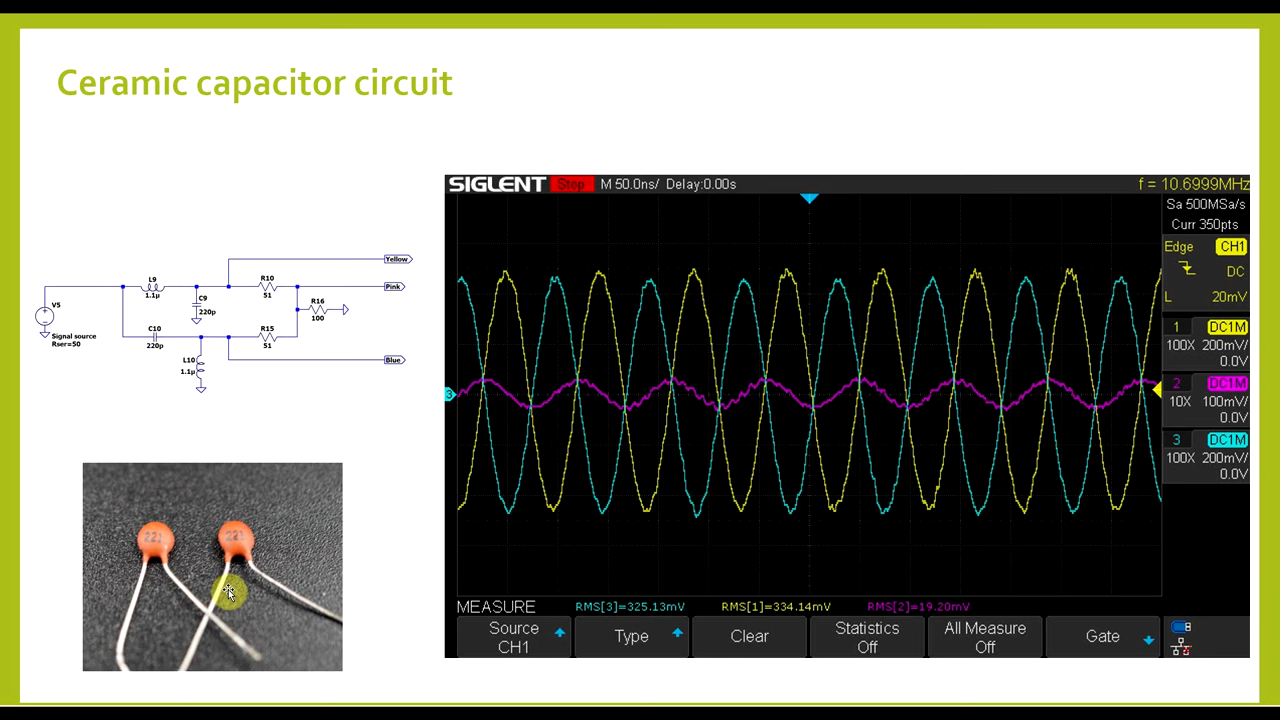 Ceramic capacitor circuit
SIGLENT Stop M 50.0ns/ Delay:0.00s f = 10.6999MHz
Sa 500MSa/s
Curr 350pts
Edge CH1
DC
L 20mV
1 DC1M
100X 200mV/
0.0V
2 DC1M
10X 100mV/
0.0V
3 DC1M
100X 200mV/
0.0V
3
MEASURE RMS[3]=325.13mV RMS[1]=334.14mV RMS[2]=19.20mV
Source CH1
Type
Clear
Statistics Off
All Measure Off
Gate
Yellow
L9
1.1µ
R10
51
Pink
C9
220p
R16
100
V5
Signal source
Rser=50
C10
220p
R15
51
L10
1.1µ
Blue
221 221